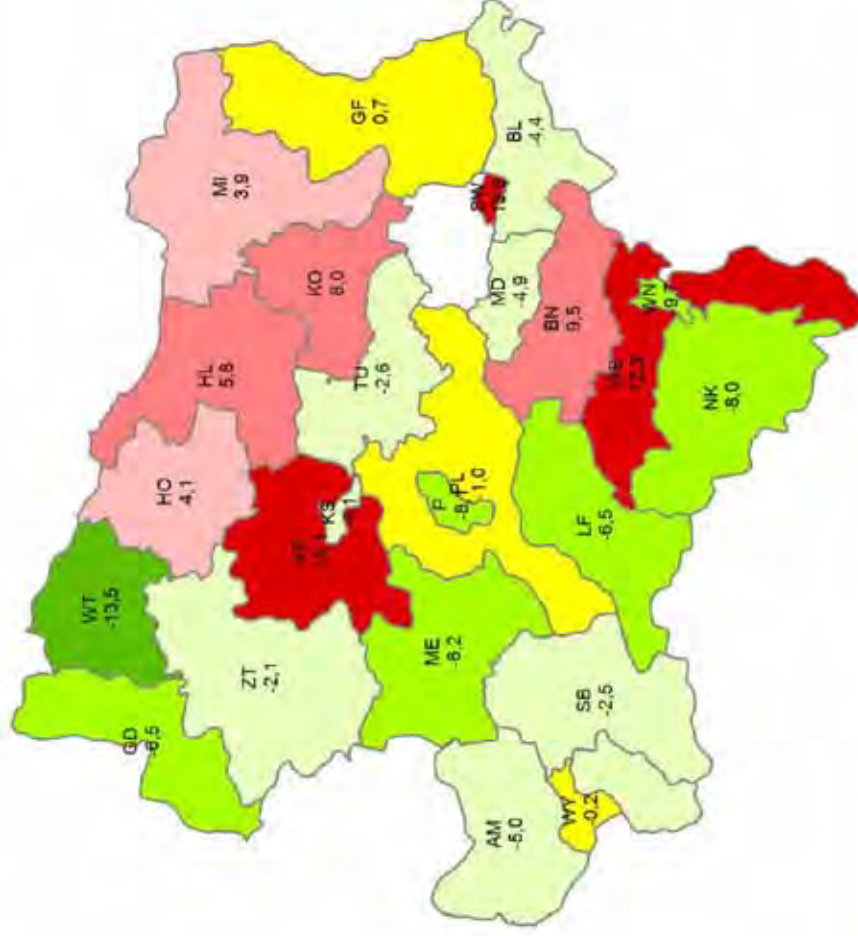 GF
0,7
MI
3,9
BL
-4,4
KO
8,0
MD
-4,9
BN
9,5
WN
HL
5,8
TU
-2,6
NK
-8,0
HO
4,1
KS
PL
1,0
P
LF
-6,5
WT
-13,5
ZT
-2,1
ME
-8,2
SB
-2,5
GD
-6,5
AM
-5,0
WY
-0,2